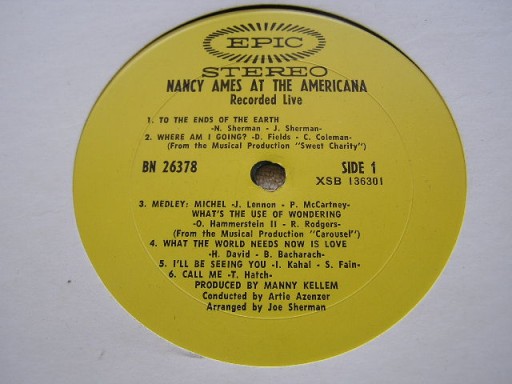 EPIC
STEREO
NANCY AMES AT THE AMERICANA
Recorded Live
1. TO THE ENDS OF THE EARTH
-N. Sherman - J. Sherman-
2. WHERE AM I GOING? -D. Fields - C. Coleman-
(From the Musical Production "Sweet Charity")
BN 26378
SIDE 1
XSB 136301
3. MEDLEY: MICHEL -J. Lennon - P. McCartney-
WHAT'S THE USE OF WONDERING
-O. Hammerstein II - R. Rodgers-
(From the Musical Production "Carousel")
4. WHAT THE WORLD NEEDS NOW IS LOVE
-H. David - B. Bacharach-
5. I'LL BE SEEING YOU -I. Kahal - S. Fain-
6. CALL ME -T. Hatch-
PRODUCED BY MANNY KELLEM
Conducted by Artie Azenzer
Arranged by Joe Sherman